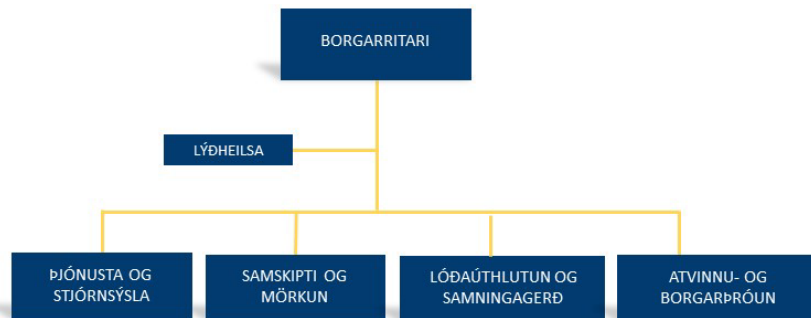 BORGARRITARI
LÝÐHEILSA
ÞJÓNUSTA OG
STJÓRNSÝSLA
SAMSKIPTI OG
MÖRKUN
LÓÐAÚTHLUTUN OG
SAMNINGAGERÐ
ATVINNU- OG
BORGARÞRÓUN